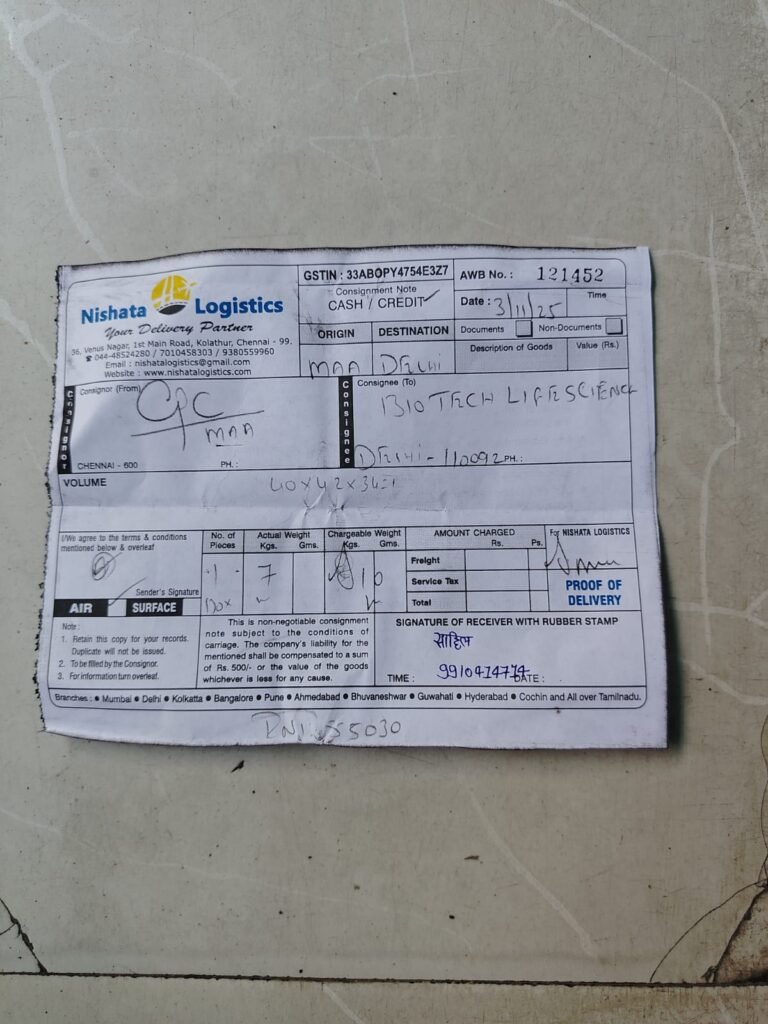 Nishata Logistics
Your Delivery Partner
36, Venus Nagar, 1st Main Road, Kolathur, Chennai - 99.
☎ 044-48524280 / 7010458303 / 9380559960
Email : nishatalogistics@gmail.com
Website : www.nishatalogistics.com
GSTIN : 33ABOPY4754E3Z7
Consignment Note
CASH / CREDIT ✓
AWB No. : 121452
Date : 3/11/25 Time
ORIGIN DESTINATION
MAA DELHI
Documents Non-Documents
Description of Goods Value (Rs.)
Consignor
Consignor (From)
MAA
CHENNAI - 600 PH. :
Consignee
Consignee (To)
BIOTECH LIFESCIENCE
DELHI - 110092 PH. :
VOLUME
I/We agree to the terms & conditions
mentioned below & overleaf
Sender's Signature
AIR SURFACE
No. of Pieces Actual Weight Kgs. Gms. Chargeable Weight Kgs. Gms.
1 7 10
Box
AMOUNT CHARGED
Rs. Ps.
Freight
Service Tax
Total
For NISHATA LOGISTICS
PROOF OF
DELIVERY
Note :
1. Retain this copy for your records.
Duplicate will not be issued.
2. To be filled by the Consignor.
3. For information turn overleaf.
This is non-negotiable consignment
note subject to the conditions of
carriage. The company's liability for
the mentioned shall be compensated to a sum
of Rs. 500/- or the value of the goods
whichever is less for any cause.
SIGNATURE OF RECEIVER WITH RUBBER STAMP
साहिल
TIME : DATE :
Branches : ● Mumbai ● Delhi ● Kolkatta ● Bangalore ● Pune ● Ahmedabad ● Bhuvaneshwar ● Guwahati ● Hyderabad ● Cochin and All over Tamilnadu.